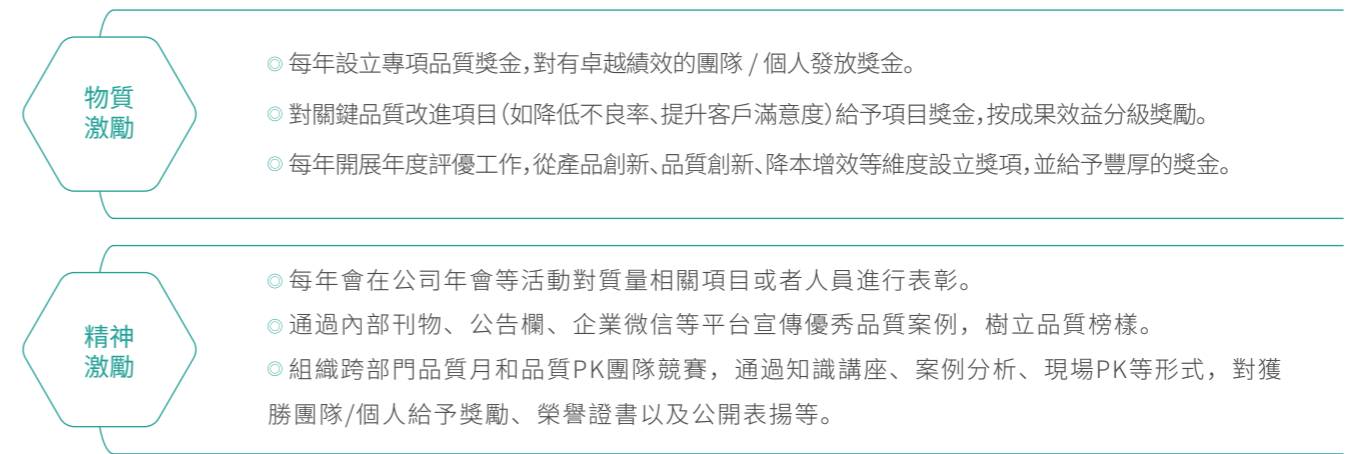 物質
激勵
◎ 每年設立專項品質獎金，對有卓越績效的團隊 / 個人發放獎金。
◎ 對關鍵品質改進項目（如降低不良率、提升客戶滿意度）給予項目獎金，按成果效益分級獎勵。
◎ 每年開展年度評優工作，從產品創新、品質創新、降本增效等維度設立獎項，並給予豐厚的獎金。
精神
激勵
◎ 每年會在公司年會等活動對質量相關項目或者人員進行表彰。
◎ 通過內部刊物、公告欄、企業微信等平台宣傳優秀品質案例，樹立品質榜樣。
◎ 組織跨部門品質月和品質PK團隊競賽，通過知識講座、案例分析、現場PK等形式，對獲
勝團隊/個人給予獎勵、榮譽證書以及公開表揚等。